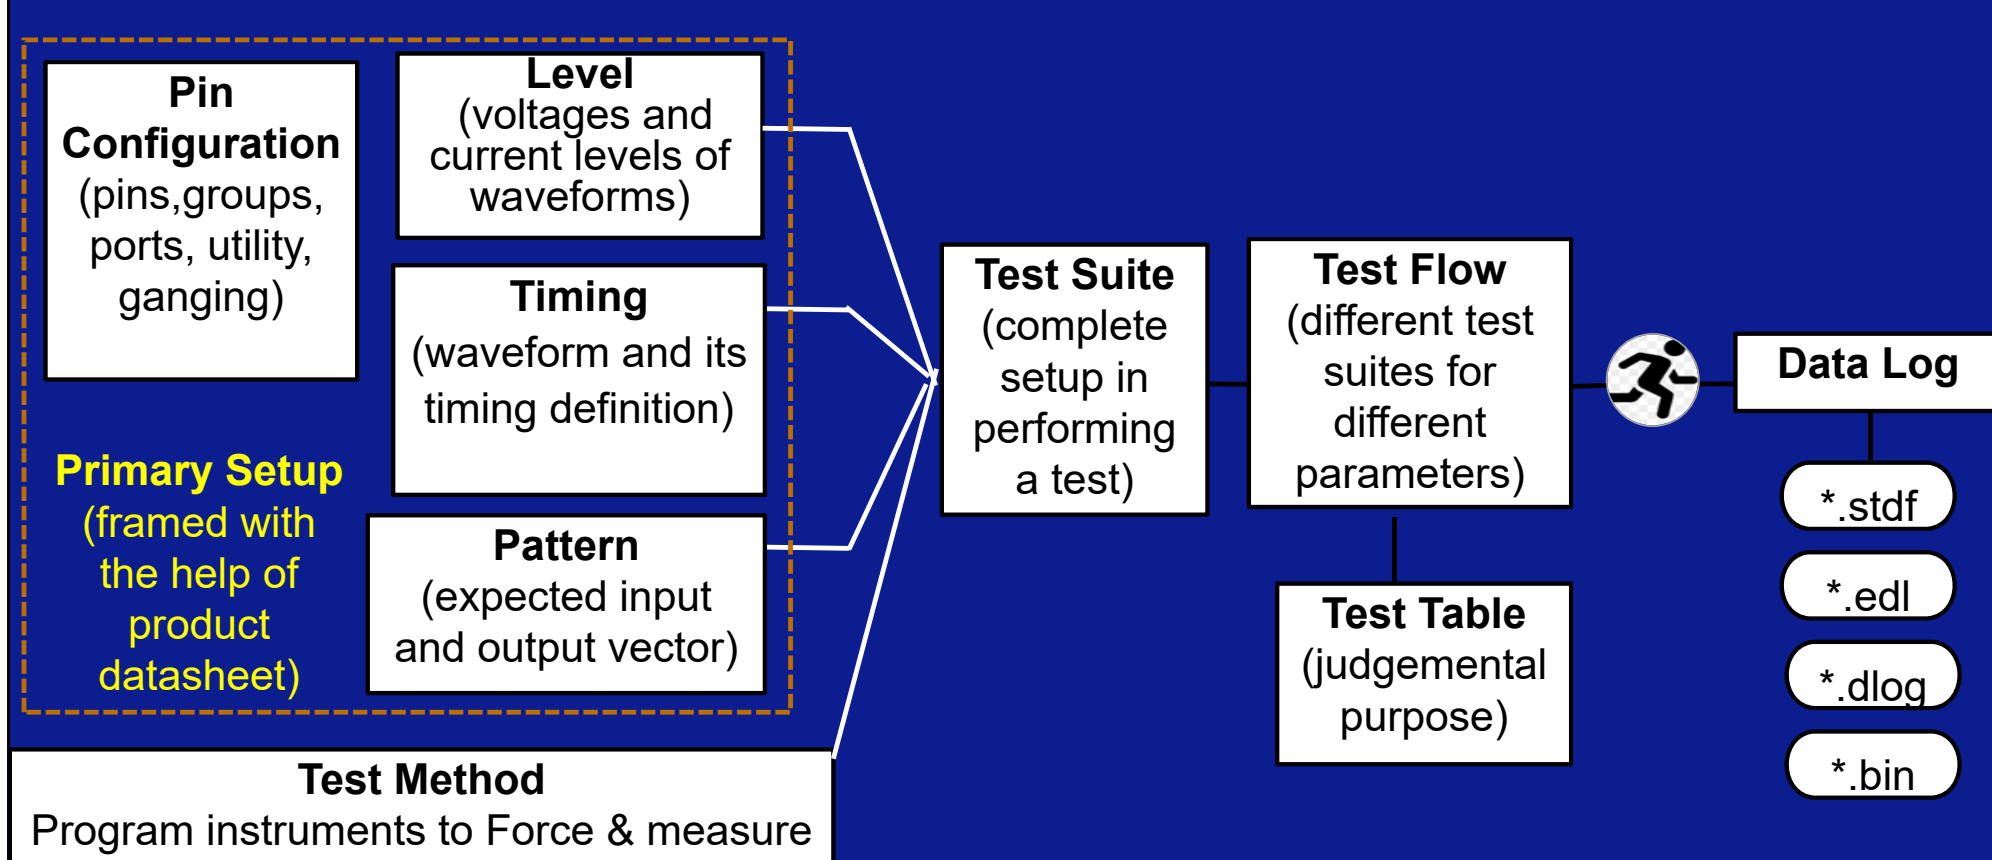 Pin
Configuration
(pins,groups,
ports, utility,
ganging)
Primary Setup
(framed with
the help of
product
datasheet)
Level
(voltages and
current levels of
waveforms)
Timing
(waveform and its
timing definition)
Pattern
(expected input
and output vector)
Test Method
Program instruments to Force & measure
Test Suite
(complete
setup in
performing
a test)
Test Flow
(different test
suites for
different
parameters)
Test Table
(judgemental
purpose)
Data Log
*.stdf
*.edl
*.dlog
*.bin